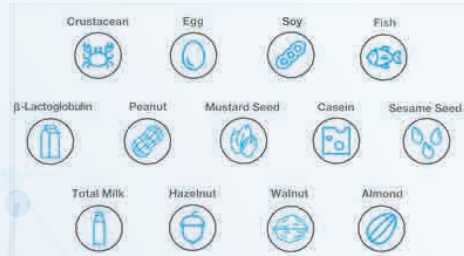 Crustacean Egg Soy Fish
β-Lactoglobulin Peanut Mustard Seed Casein Sesame Seed
Total Milk Hazelnut Walnut Almond